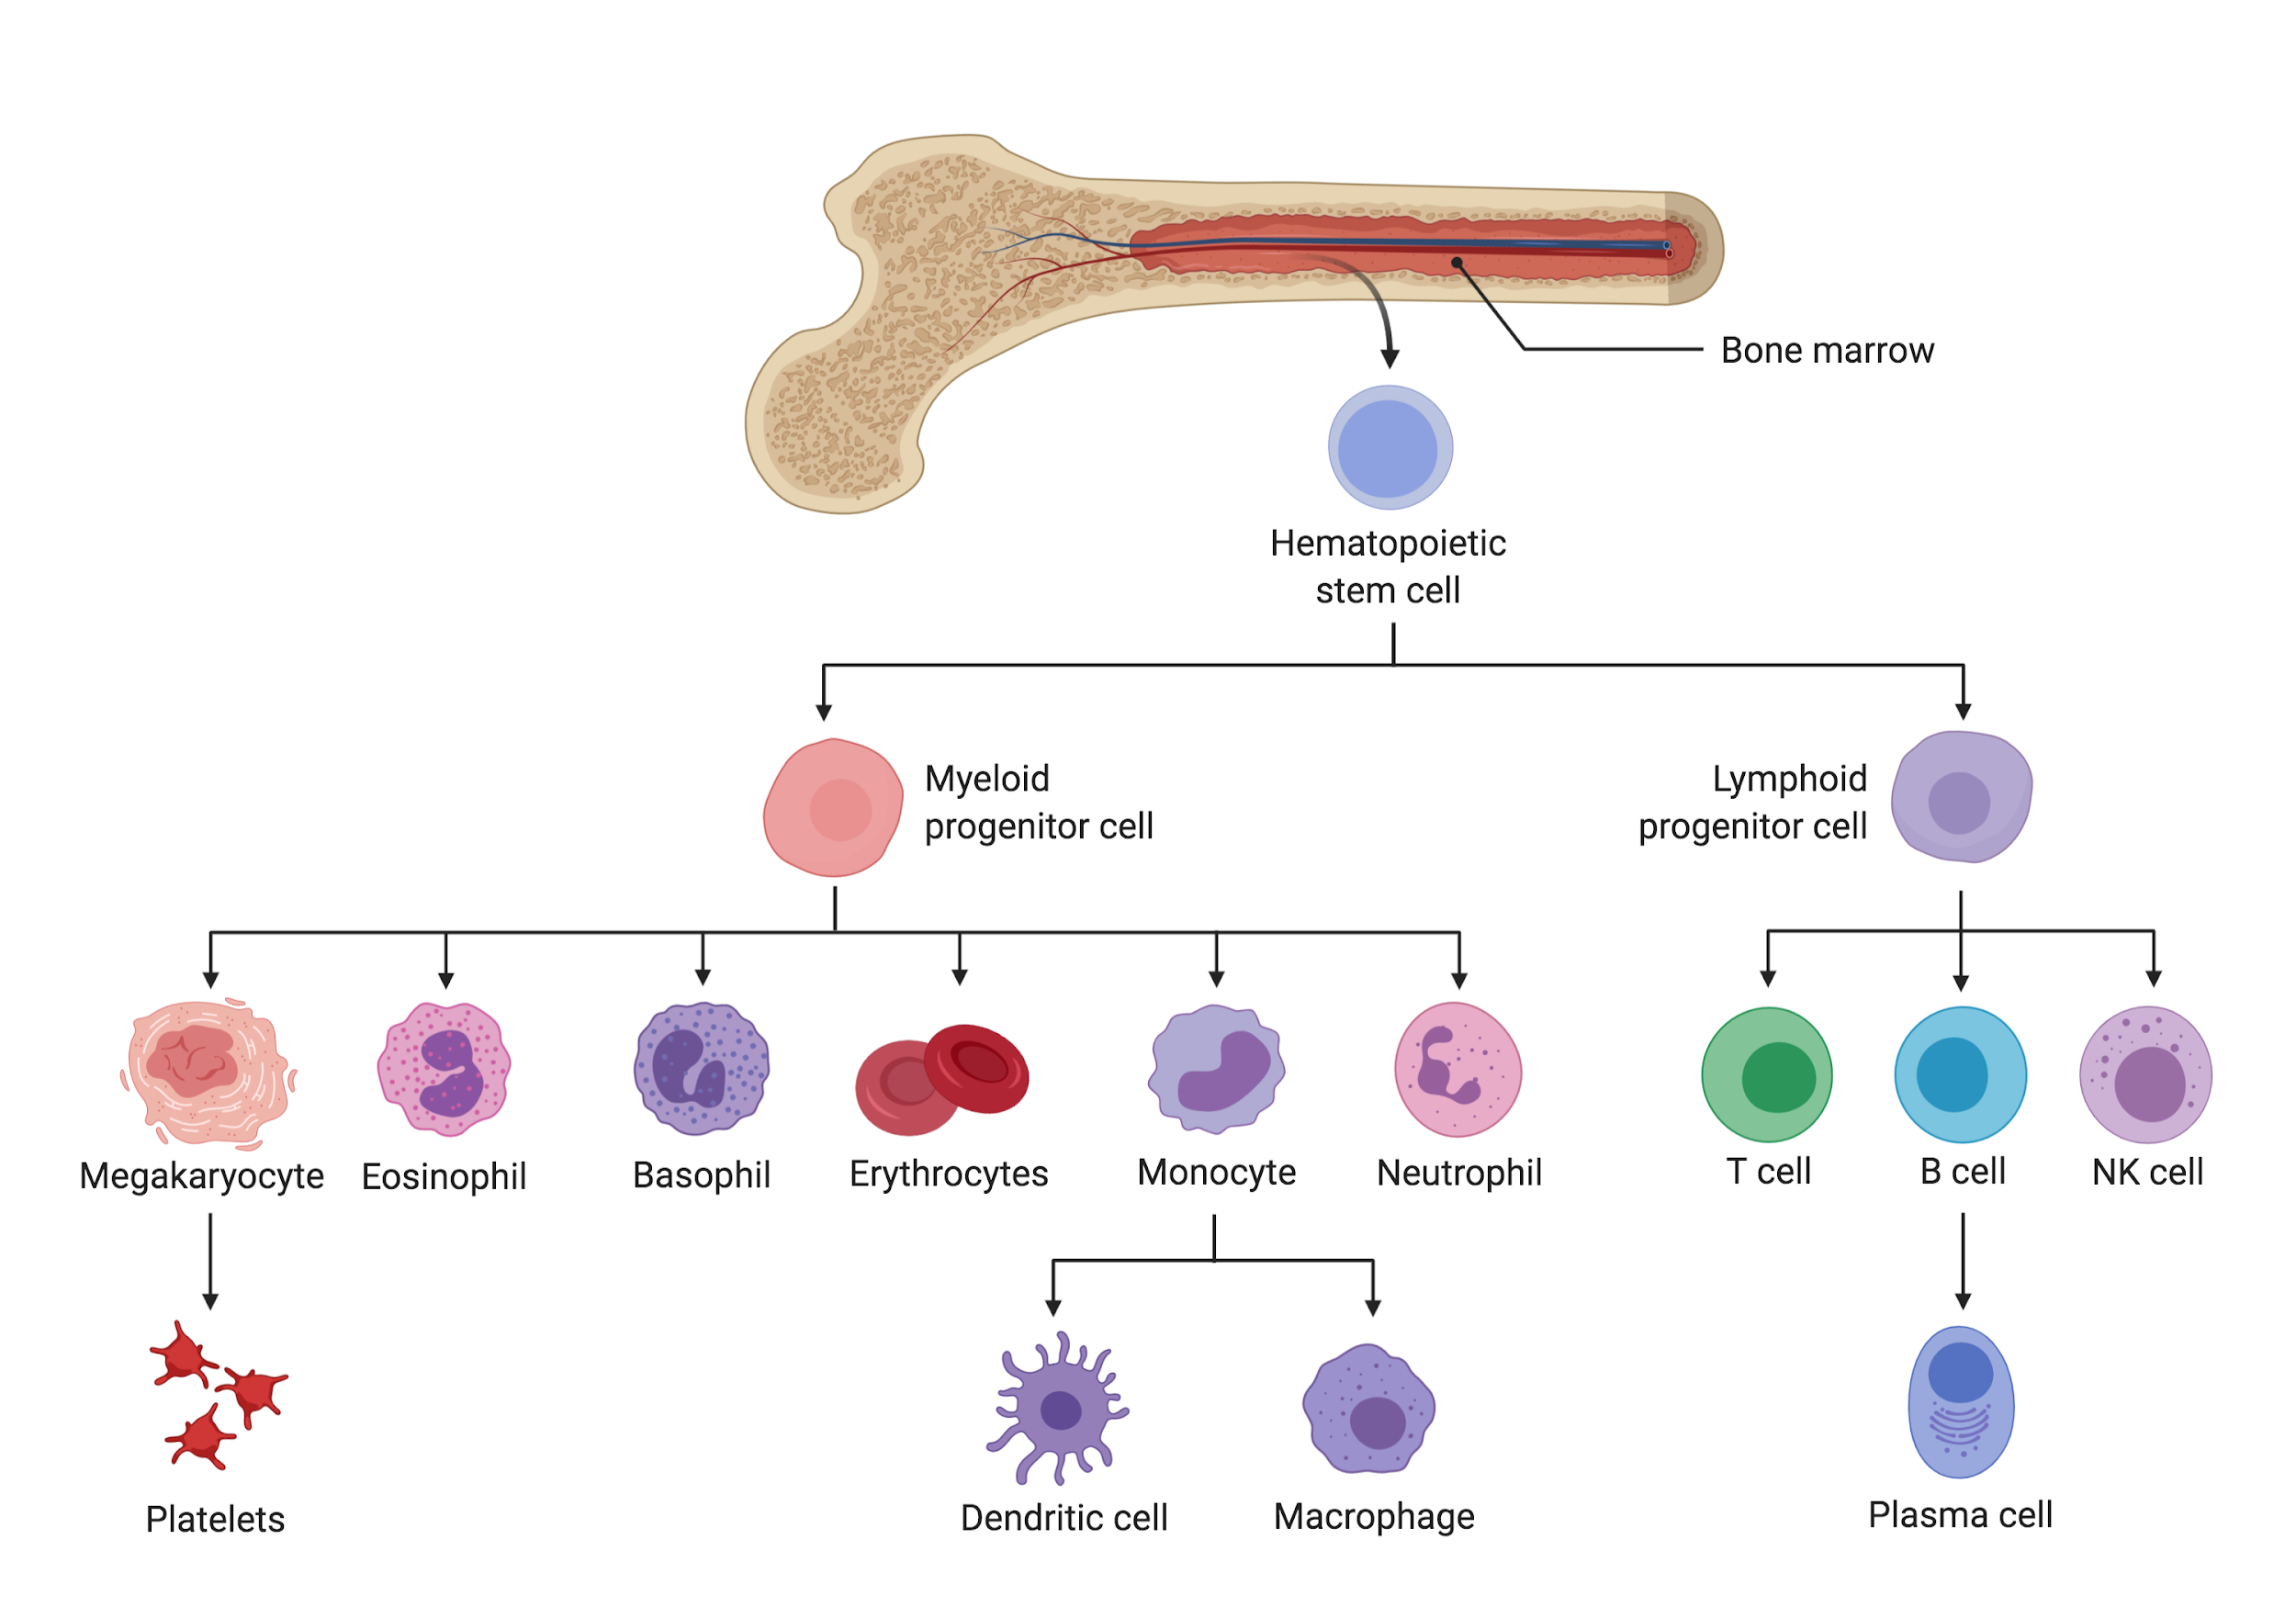 Bone marrow
Hematopoietic
stem cell
Myeloid
progenitor cell
Lymphoid
progenitor cell
Megakaryocyte
Eosinophil
Basophil
Erythrocytes
Monocyte
Neutrophil
T cell
B cell
NK cell
Platelets
Dendritic cell
Macrophage
Plasma cell